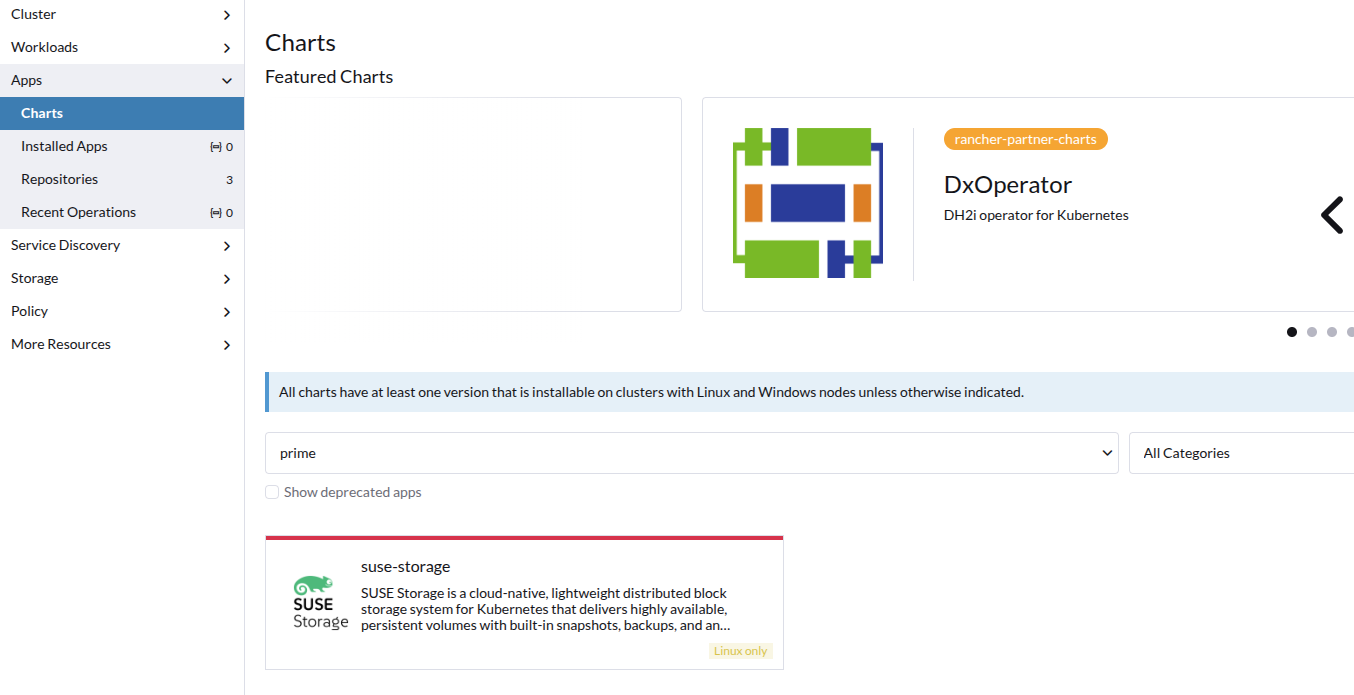 Cluster
Workloads
Apps
Charts
Installed Apps 0
Repositories 3
Recent Operations 0
Service Discovery
Storage
Policy
More Resources
Charts
Featured Charts
rancher-partner-charts
DxOperator
DH2i operator for Kubernetes
All charts have at least one version that is installable on clusters with Linux and Windows nodes unless otherwise indicated.
prime
All Categories
Show deprecated apps
SUSE
Storage
suse-storage
SUSE Storage is a cloud-native, lightweight distributed block
storage system for Kubernetes that delivers highly available,
persistent volumes with built-in snapshots, backups, and an...
Linux only